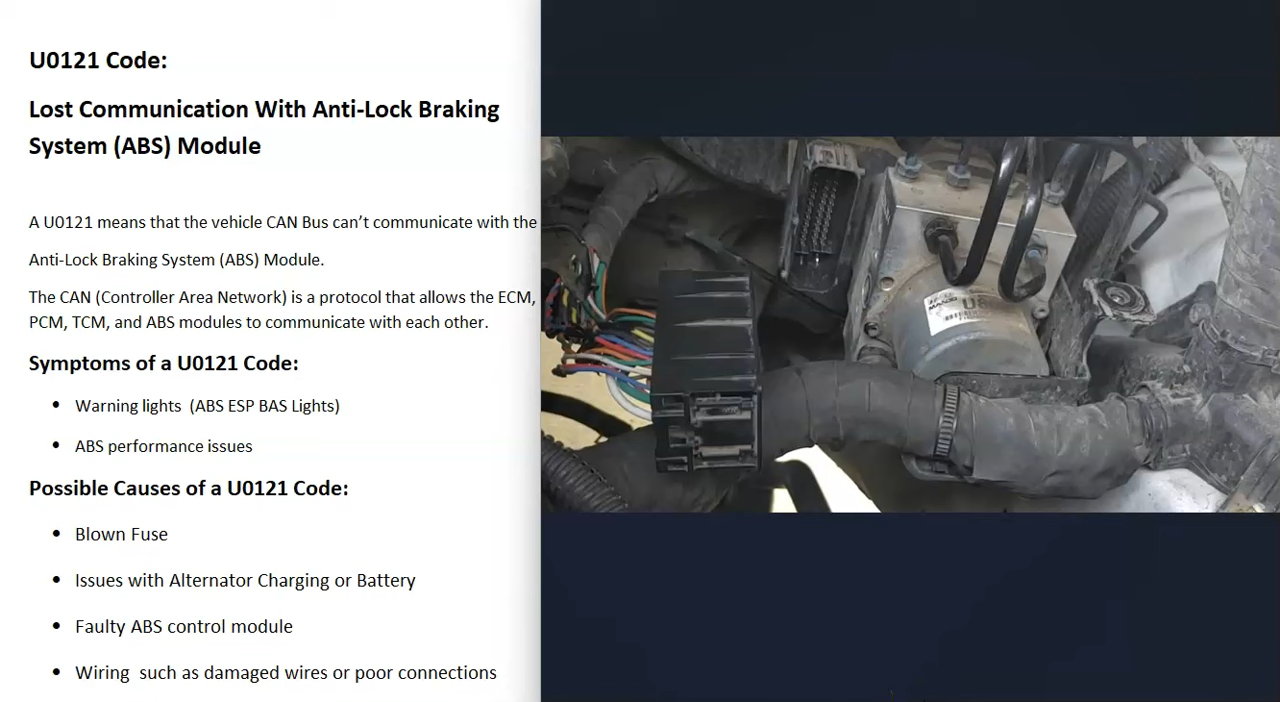 U0121 Code:
Lost Communication With Anti-Lock Braking
System (ABS) Module
A U0121 means that the vehicle CAN Bus can’t communicate with the
Anti-Lock Braking System (ABS) Module.
The CAN (Controller Area Network) is a protocol that allows the ECM,
PCM, TCM, and ABS modules to communicate with each other.
Symptoms of a U0121 Code:
• Warning lights  (ABS ESP BAS Lights)
• ABS performance issues
Possible Causes of a U0121 Code:
• Blown Fuse
• Issues with Alternator Charging or Battery
• Faulty ABS control module
• Wiring  such as damaged wires or poor connections
MANDO